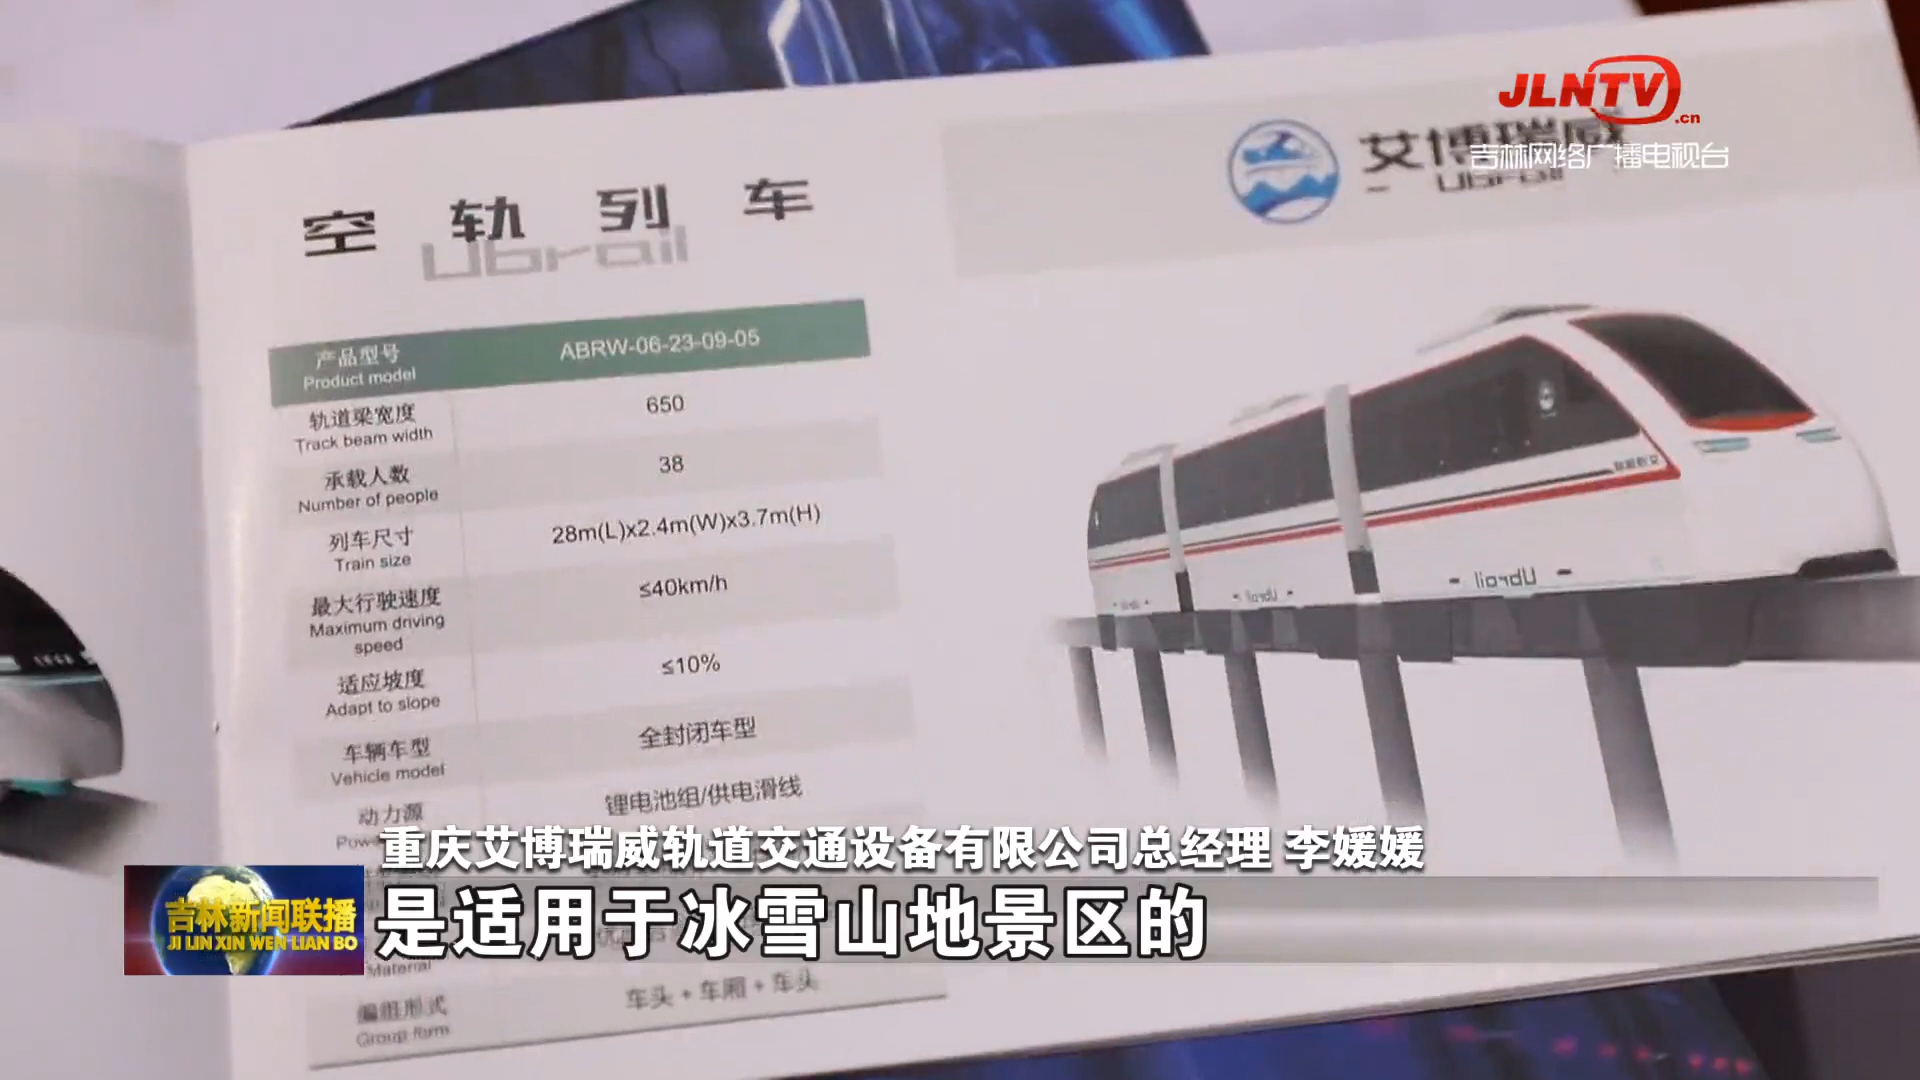 JLNTV.cn
吉林网络广播电视台
艾博瑞威
Ubrail
空轨列车
Ubrail
产品型号 ABRW-06-23-09-05
Product model
轨道梁宽度 650
Track beam width
承载人数 38
Number of people
列车尺寸 28m(L)x2.4m(W)x3.7m(H)
Train size
最大行驶速度 ≤40km/h
Maximum driving
speed
适应坡度 ≤10%
Adapt to slope
车辆车型 全封闭车型
Vehicle model
动力源 锂电池组/供电滑线
Ubrail
Ubrail
重庆艾博瑞威轨道交通设备有限公司总经理 李媛媛
吉林新闻联播
JI LIN XIN WEN LIAN BO
是适用于冰雪山地景区的
Material
编组形式 车头+车厢+车头
Group form